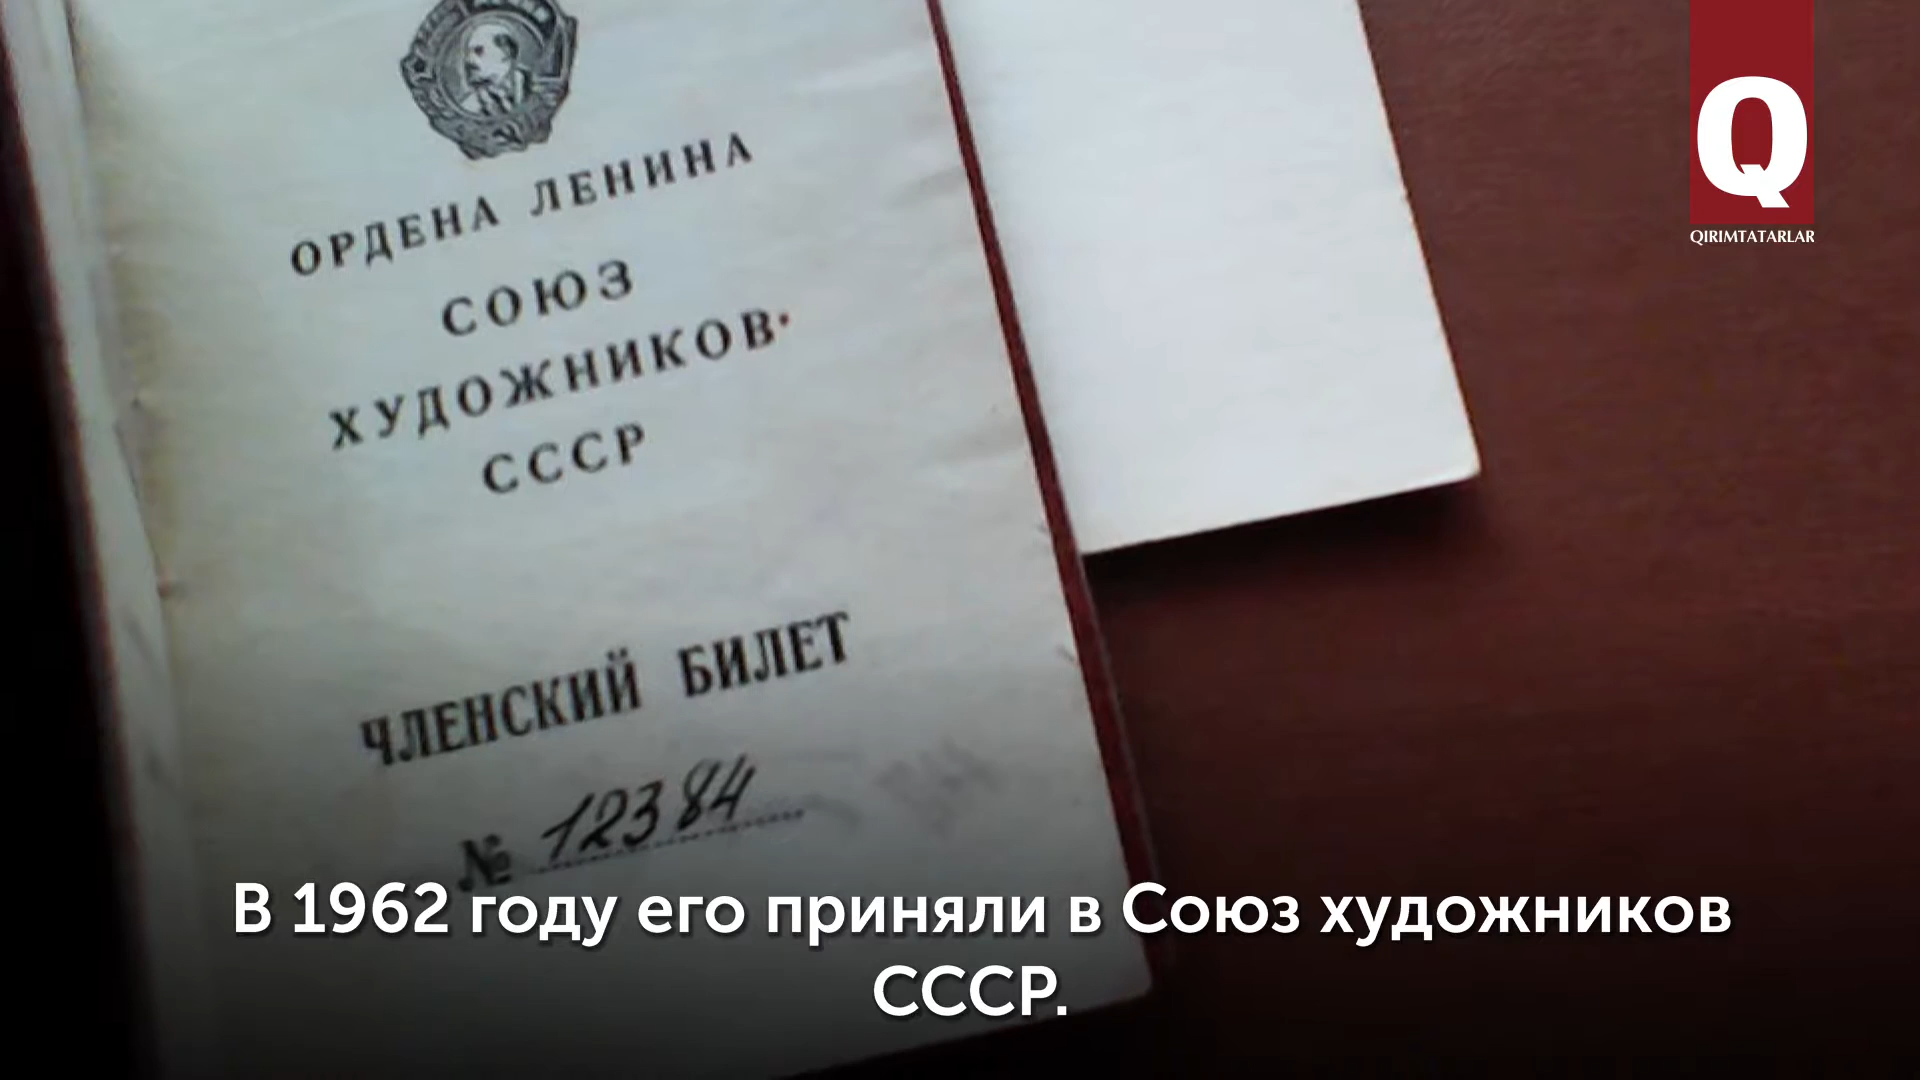 ОРДЕНА ЛЕНИНА
СОЮЗ
ХУДОЖНИКОВ
СССР
ЧЛЕНСКИЙ БИЛЕТ
№ 12384
Q
QIRIMTATARLAR
В 1962 году его приняли в Союз художников
СССР.